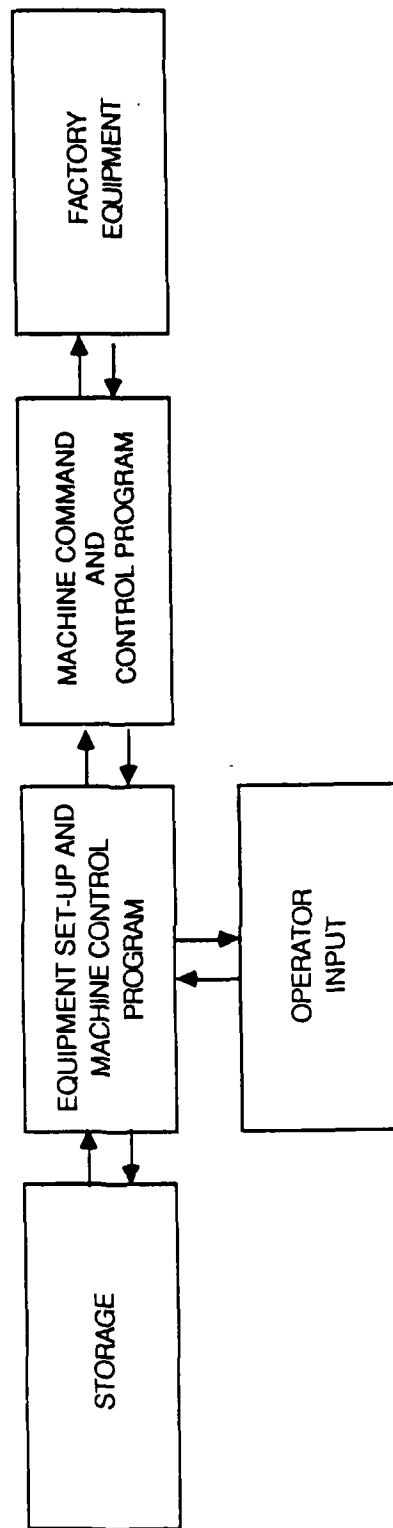 STORAGE
EQUIPMENT SET-UP AND
MACHINE CONTROL
PROGRAM
OPERATOR
INPUT
MACHINE COMMAND
AND
CONTROL PROGRAM
FACTORY
EQUIPMENT